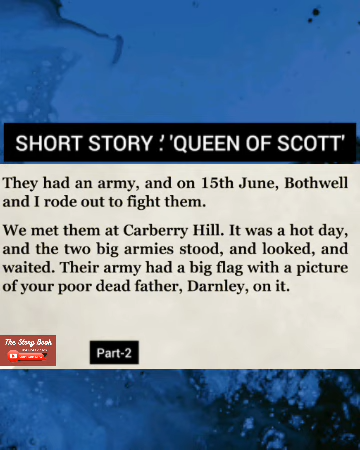 SHORT STORY : 'QUEEN OF SCOTT'
They had an army, and on 15th June, Bothwell
and I rode out to fight them.
We met them at Carberry Hill. It was a hot day,
and the two big armies stood, and looked, and
waited. Their army had a big flag with a picture
of your poor dead father, Darnley, on it.
The Story Book
Part-2